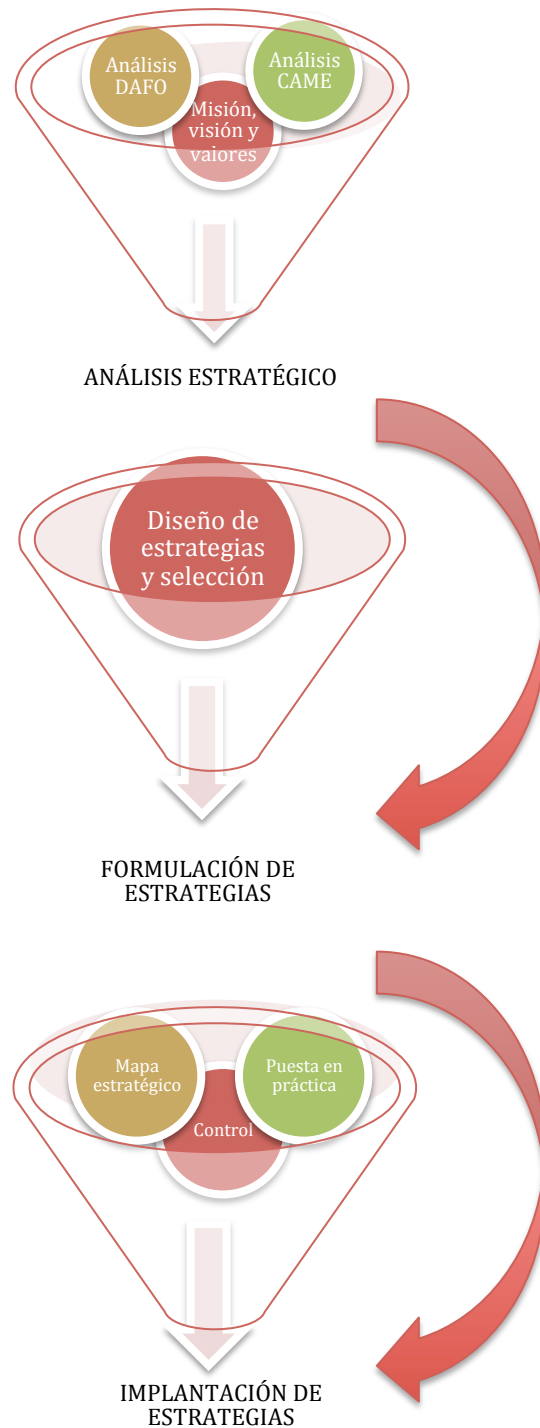 Análisis
DAFO
Análisis
CAME
Misión,
visión y
valores
ANÁLISIS ESTRATÉGICO
Diseño de
estrategias
y selección
FORMULACIÓN DE
ESTRATEGIAS
Mapa
estratégico
Puesta en
práctica
Control
IMPLANTACIÓN DE
ESTRATEGIAS